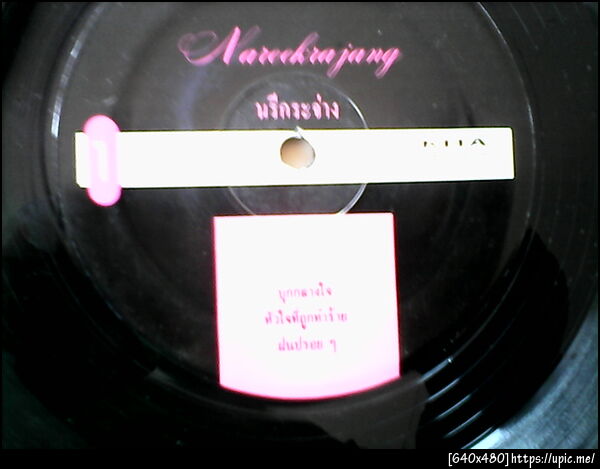 Nareekrajang
นรีกระจ่าง
1
KITA
บุกกลางใจ
หัวใจที่ถูกทำร้าย
ฝนปรอย ๆ
[640x480]https://upic.me/